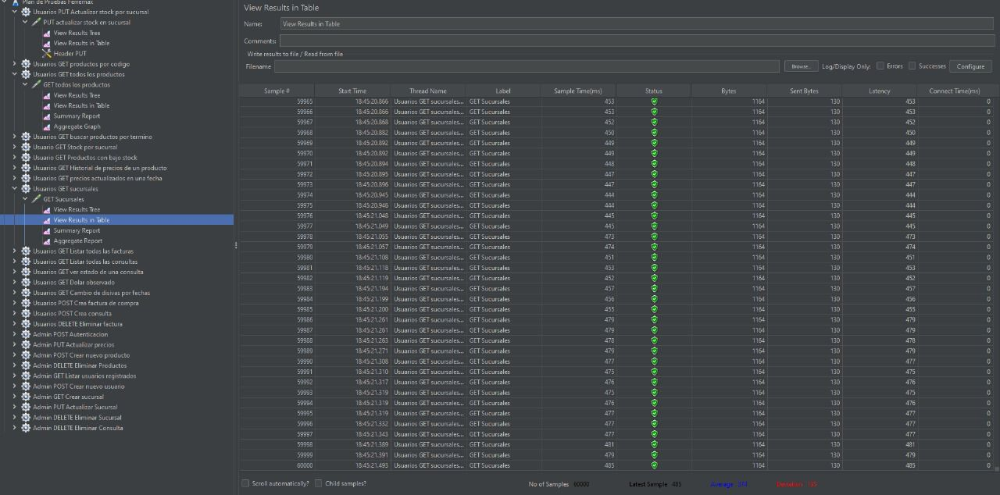 Plan de Pruebas Ferremax
Usuarios PUT Actualizar stock por sucursal
PUT actualizar stock en sucursal
View Results Tree
View Results in Table
Header PUT
Usuarios GET productos por codigo
Usuarios GET todos los productos
GET todos los productos
View Results Tree
View Results in Table
Summary Report
Aggregate Graph
Usuarios GET buscar productos por termino
Usuario GET Stock por sucursal
Usuario GET Productos con bajo stock
Usuarios GET Historial de precios de un producto
Usuarios GET precios actualizados en una fecha
Usuarios GET sucursales
GET Sucursales
View Results Tree
View Results in Table
Summary Report
Aggregate Report
Usuarios GET Listar todas las facturas
Usuarios GET Listar todas las consultas
Usuarios GET ver estado de una consulta
Usuarios GET Dolar observado
Usuarios GET Cambio de disivas por fechas
Usuarios POST Crea factura de compra
Usuarios POST Crea consulta
Usuarios DELETE Eliminar factura
Admin POST Autenticacion
Admin PUT Actualizar precios
Admin POST Crear nuevo producto
Admin DELETE Eliminar Productos
Admin GET Listar usuarios registrados
Admin POST Crear nuevo usuario
Admin GET Crear sucursal
Admin PUT Actualizar Sucursal
Admin DELETE Eliminar Sucursal
Admin DELETE Eliminar Consulta
View Results in Table
Name: View Results in Table
Comments:
Write results to file / Read from file
Filename Browse... Log/Display Only: Errors Successes Configure
Sample # Start Time Thread Name Label Sample Time(ms) Status Bytes Sent Bytes Latency Connect Time(ms)
59965 18:45:20.866 Usuarios GET sucursales... GET Sucursales 453 1164 130 453 0
59966 18:45:20.866 Usuarios GET sucursales... GET Sucursales 453 1164 130 453 0
59967 18:45:20.868 Usuarios GET sucursales... GET Sucursales 452 1164 130 452 0
59968 18:45:20.882 Usuarios GET sucursales... GET Sucursales 450 1164 130 450 0
59969 18:45:20.892 Usuarios GET sucursales... GET Sucursales 449 1164 130 449 0
59970 18:45:20.892 Usuarios GET sucursales... GET Sucursales 449 1164 130 449 0
59971 18:45:20.894 Usuarios GET sucursales... GET Sucursales 448 1164 130 448 0
59972 18:45:20.895 Usuarios GET sucursales... GET Sucursales 447 1164 130 447 0
59973 18:45:20.896 Usuarios GET sucursales... GET Sucursales 447 1164 130 447 0
59974 18:45:20.945 Usuarios GET sucursales... GET Sucursales 444 1164 130 444 0
59975 18:45:20.946 Usuarios GET sucursales... GET Sucursales 444 1164 130 444 0
59976 18:45:21.048 Usuarios GET sucursales... GET Sucursales 445 1164 130 445 0
59977 18:45:21.049 Usuarios GET sucursales... GET Sucursales 445 1164 130 445 0
59978 18:45:21.055 Usuarios GET sucursales... GET Sucursales 473 1164 130 473 0
59979 18:45:21.057 Usuarios GET sucursales... GET Sucursales 474 1164 130 474 0
59980 18:45:21.108 Usuarios GET sucursales... GET Sucursales 451 1164 130 451 0
59981 18:45:21.118 Usuarios GET sucursales... GET Sucursales 453 1164 130 453 0
59982 18:45:21.119 Usuarios GET sucursales... GET Sucursales 452 1164 130 452 0
59983 18:45:21.194 Usuarios GET sucursales... GET Sucursales 457 1164 130 457 0
59984 18:45:21.199 Usuarios GET sucursales... GET Sucursales 456 1164 130 456 0
59985 18:45:21.200 Usuarios GET sucursales... GET Sucursales 455 1164 130 455 0
59986 18:45:21.261 Usuarios GET sucursales... GET Sucursales 479 1164 130 479 0
59987 18:45:21.261 Usuarios GET sucursales... GET Sucursales 479 1164 130 479 0
59988 18:45:21.263 Usuarios GET sucursales... GET Sucursales 478 1164 130 478 0
59989 18:45:21.271 Usuarios GET sucursales... GET Sucursales 479 1164 130 479 0
59990 18:45:21.308 Usuarios GET sucursales... GET Sucursales 477 1164 130 477 0
59991 18:45:21.310 Usuarios GET sucursales... GET Sucursales 475 1164 130 475 0
59992 18:45:21.317 Usuarios GET sucursales... GET Sucursales 476 1164 130 476 0
59993 18:45:21.319 Usuarios GET sucursales... GET Sucursales 475 1164 130 475 0
59994 18:45:21.319 Usuarios GET sucursales... GET Sucursales 476 1164 130 476 0
59995 18:45:21.319 Usuarios GET sucursales... GET Sucursales 477 1164 130 477 0
59996 18:45:21.332 Usuarios GET sucursales... GET Sucursales 477 1164 130 477 0
59997 18:45:21.343 Usuarios GET sucursales... GET Sucursales 477 1164 130 477 0
59998 18:45:21.389 Usuarios GET sucursales... GET Sucursales 481 1164 130 481 0
59999 18:45:21.391 Usuarios GET sucursales... GET Sucursales 479 1164 130 479 0
60000 18:45:21.493 Usuarios GET sucursales... GET Sucursales 485 1164 130 485 0
Scroll automatically? Child samples? No of Samples 60000 Latest Sample 485 Average Deviation